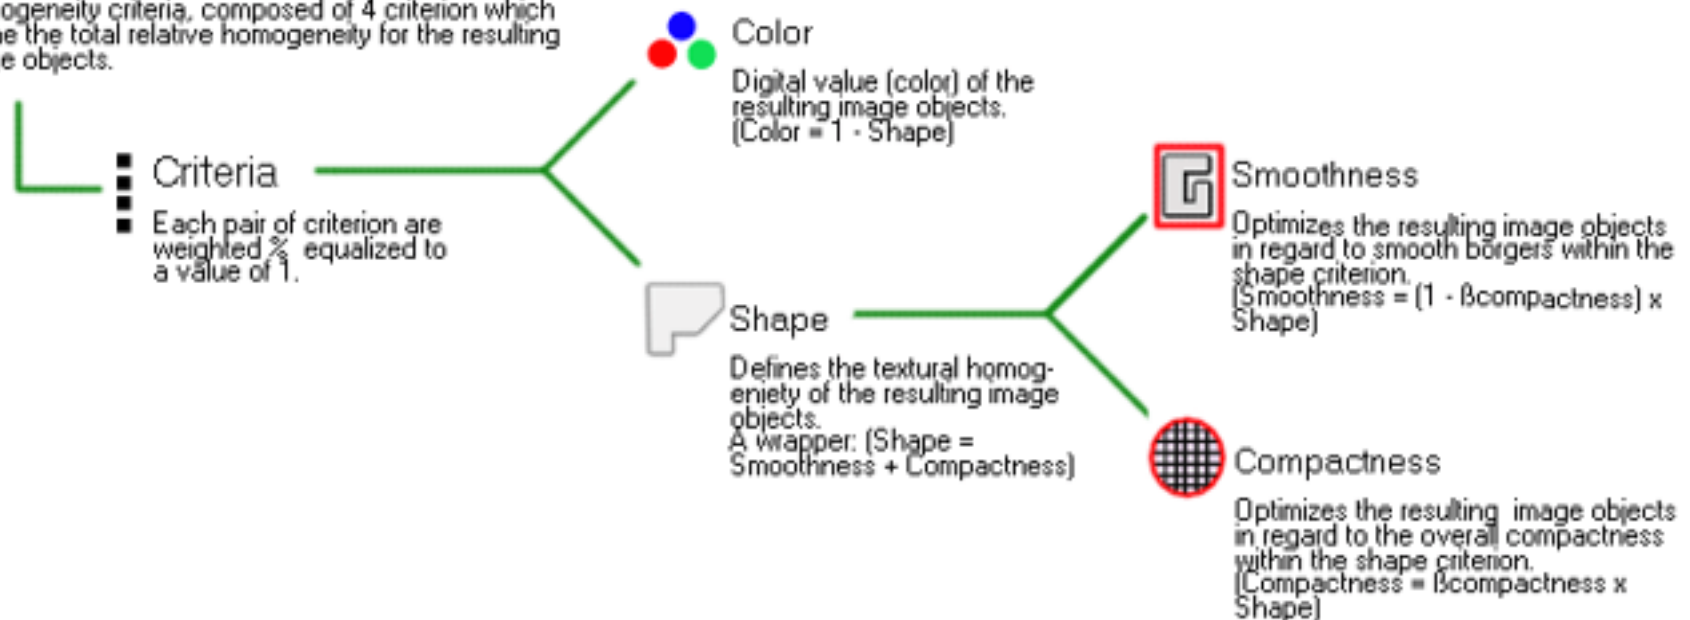 ogeneity criteria, composed of 4 criterion which
e the total relative homogeneity for the resulting
e objects.
Criteria
Each pair of criterion are
weighted % equalized to
a value of 1.
Color
Digital value (color) of the
resulting image objects.
(Color = 1 - Shape)
Shape
Defines the textural homog-
eniety of the resulting image
objects.
A wrapper: (Shape =
Smoothness + Compactness)
Smoothness
Optimizes the resulting image objects
in regard to smooth borgers within the
shape criterion.
(Smoothness = (1 - ßcompactness) x
Shape)
Compactness
Optimizes the resulting image objects
in regard to the overall compactness
within the shape criterion.
(Compactness = ßcompactness x
Shape)